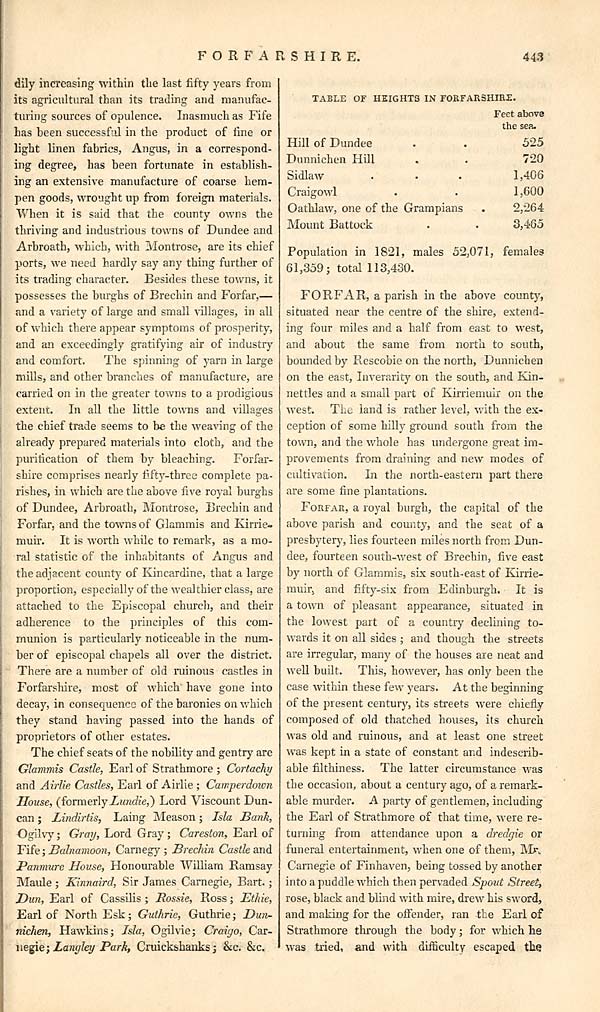 FORFARSHIRE.
443
dily increasing within the last fifty years from
its agricultural than its trading and manufac-
turing sources of opulence. Inasmuch as Fife
has been successful in the product of fine or
light linen fabrics, Angus, in a correspond-
ing degree, has been fortunate in establish-
ing an extensive manufacture of coarse hem-
pen goods, wrought up from foreign materials.
When it is said that the county owns the
thriving and industrious towns of Dundee and
Arbroath, which, with Montrose, are its chief
ports, we need hardly say any thing further of
its trading character. Besides these towns, it
possesses the burghs of Brechin and Forfar,—
and a variety of large and small villages, in all
of which there appear symptoms of prosperity,
and an exceedingly gratifying air of industry
and comfort. The spinning of yarn in large
mills, and other branches of manufacture, are
carried on in the greater towns to a prodigious
extent. In all the little towns and villages
the chief trade seems to be the weaving of the
already prepared materials into cloth, and the
purification of them by bleaching. Forfar-
shire comprises nearly fifty-three complete pa-
rishes, in which are the above five royal burghs
of Dundee, Arbroath, Montrose, Brechin and
Forfar, and the towns of Glammis and Kirrie-
muir. It is worth while to remark, as a mo-
ral statistic of the inhabitants of Angus and
the adjacent county of Kincardine, that a large
proportion, especially of the wealthier class, are
attached to the Episcopal church, and their
adherence to the principles of this com-
munion is particularly noticeable in the num-
ber of episcopal chapels all over the district.
There are a number of old ruinous castles in
Forfarshire, most of which have gone into
decay, in consequence of the baronies on which
they stand having passed into the hands of
proprietors of other estates.
The chief seats of the nobility and gentry are
Glammis Castle, Earl of Strathmore; Cortachy
and Airlie Castles, Earl of Airlie; Camperdown
House, (formerly Lundie,) Lord Viscount Dun-
can; Lindirtis, Laing Meason; Isla Bank,
Ogilvy; Gray, Lord Gray; Careston, Earl of
Fife; Balnamoon, Carnegy; Brechin Castle and
Panmure House, Honourable William Ramsay
Maule; Kinnaird, Sir James Carnegie, Bart.;
Dun, Earl of Cassilis; Rossie, Ross; Ethie,
Earl of North Esk; Guthrie, Guthrie; Dun-
nichen, Hawkins; Isla, Ogilvie; Craigo, Car-
negie; Langley Park, Cruickshanks; &c. &c.
TABLE OF HEIGHTS IN FORFARSHIRE.
Feet above
the sea.
Hill of Dundee . . 525
Dunnichen Hill . . 720
Sidlaw . . . 1,406
Craigowl . . 1,600
Oathlaw, one of the Grampians . 2,264
Mount Battock . . 3,465
Population in 1821, males 52,071, females
61,359; total 113,430.
FORFAR, a parish in the above county,
situated near the centre of the shire, extend-
ing four miles and a half from east to west,
and about the same from north to south,
bounded by Rescobie on the north, Dunnichen
on the east, Inverarity on the south, and Kin-
nettles and a small part of Kirriemuir on the
west. The land is rather level, with the ex-
ception of some hilly ground south from the
town, and the whole has undergone great im-
provements from draining and new modes of
cultivation. In the north-eastern part there
are some fine plantations.
FORFAR, a royal burgh, the capital of the
above parish and county, and the seat of a
presbytery, lies fourteen miles north from Dun-
dee, fourteen south-west of Brechin, five east
by north of Glammis, six south-east of Kirrie-
muir, and fifty-six from Edinburgh. It is
a town of pleasant appearance, situated in
the lowest part of a country declining to-
wards it on all sides; and though the streets
are irregular, many of the houses are neat and
well built. This, however, has only been the
case within these few years. At the beginning
of the present century, its streets were chiefly
composed of old thatched houses, its church
was old and ruinous, and at least one street
was kept in a state of constant and indescrib-
able filthiness. The latter circumstance was
the occasion, about a century ago, of a remark-
able murder. A party of gentlemen, including
the Earl of Strathmore of that time, were re-
turning from attendance upon a dredgie or
funeral entertainment, when one of them, Mr.
Carnegie of Finhaven, being tossed by another
into a puddle which then pervaded Spout Street,
rose, black and blind with mire, drew his sword,
and making for the offender, ran the Earl of
Strathmore through the body; for which he
was tried, and with difficulty escaped the